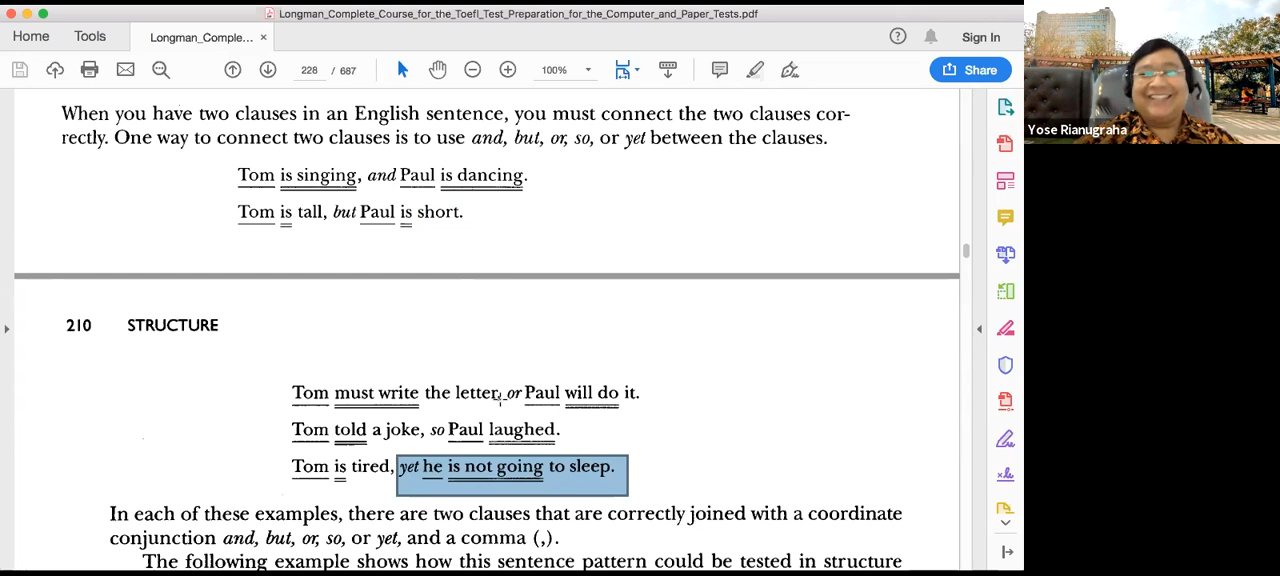 Longman_Complete_Course_for_the_Toefl_Test_Preparation_for_the_Computer_and_Paper_Tests.pdf
Home Tools Longman_Comple... × ? Sign In
228 / 687 100% Share
When you have two clauses in an English sentence, you must connect the two clauses cor-
rectly. One way to connect two clauses is to use and, but, or, so, or yet between the clauses.
Tom is singing, and Paul is dancing.
Tom is tall, but Paul is short.
210 STRUCTURE
Tom must write the letter, or Paul will do it.
Tom told a joke, so Paul laughed.
Tom is tired, yet he is not going to sleep.
In each of these examples, there are two clauses that are correctly joined with a coordinate
conjunction and, but, or, so, or yet, and a comma (,).
The following example shows how this sentence pattern could be tested in structure
Yose Rianugraha